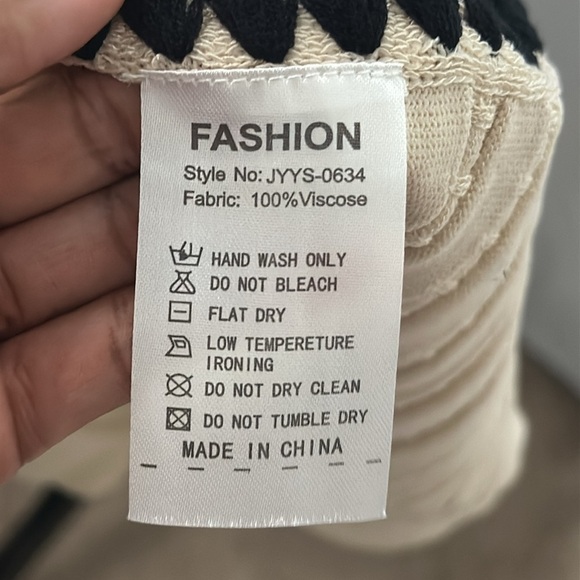 FASHION
Style No: JYYS-0634
Fabric: 100%Viscose
HAND WASH ONLY
DO NOT BLEACH
FLAT DRY
LOW TEMPERETURE
IRONING
DO NOT DRY CLEAN
DO NOT TUMBLE DRY
MADE IN CHINA